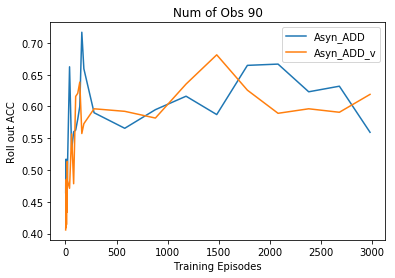 Num of Obs 90
Asyn_ADD
Asyn_ADD_v
Roll out ACC
0.70
0.65
0.60
0.55
0.50
0.45
0.40
0 500 1000 1500 2000 2500 3000
Training Episodes